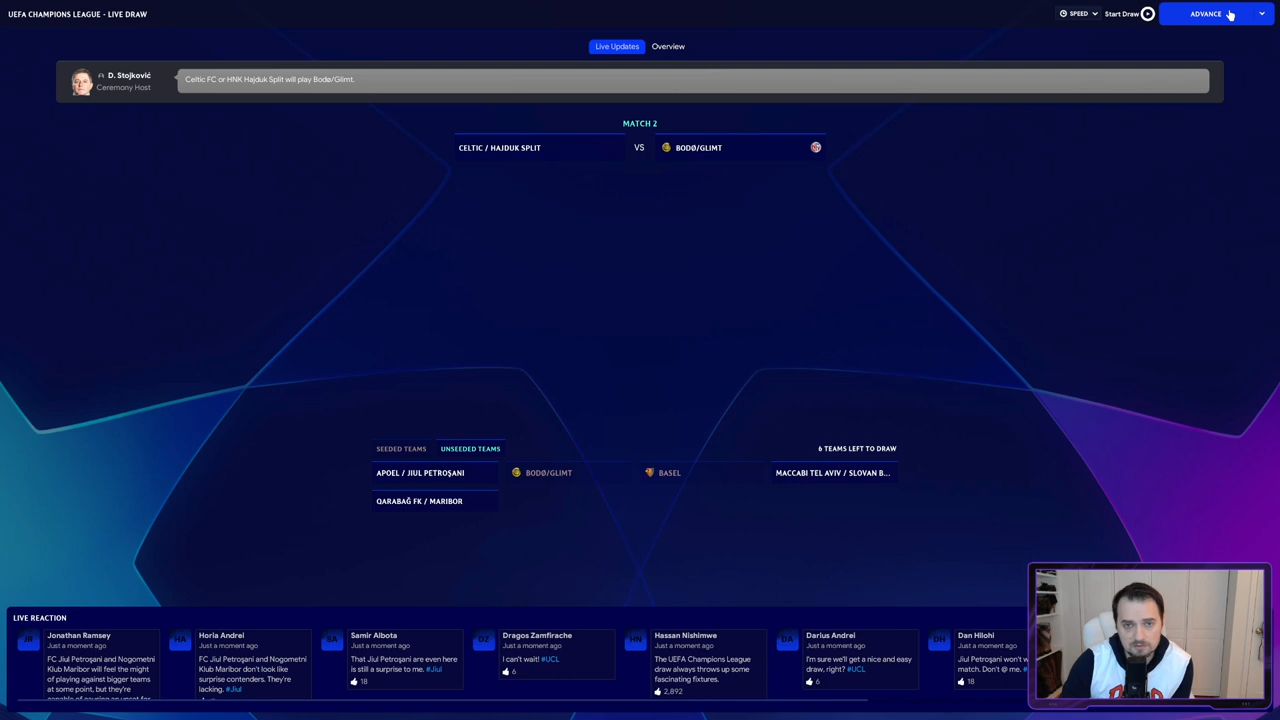 UEFA CHAMPIONS LEAGUE - LIVE DRAW
SPEED
Start Draw
ADVANCE
Live Updates
Overview
D. Stojković
Ceremony Host
Celtic FC or HNK Hajduk Split will play Bodø/Glimt.
MATCH 2
CELTIC / HAJDUK SPLIT
VS
BODØ/GLIMT
SEEDED TEAMS
UNSEEDED TEAMS
6 TEAMS LEFT TO DRAW
APOEL / JIUL PETROȘANI
BODØ/GLIMT
BASEL
MACCABI TEL AVIV / SLOVAN B...
QARABAĞ FK / MARIBOR
LIVE REACTION
JR
Jonathan Ramsey
Just a moment ago
FC Jiul Petroșani and Nogometni
Klub Maribor will feel the might
of playing against bigger teams
at some point, but they're
HA
Horia Andrei
Just a moment ago
FC Jiul Petroșani and Nogometni
Klub Maribor don't look like
surprise contenders. They're
lacking. #Jiul
SA
Samir Albota
Just a moment ago
That Jiul Petroșani are even here
is still a surprise to me. #Jiul
18
DZ
Dragos Zamfirache
Just a moment ago
I can't wait! #UCL
6
HN
Hassan Nishimwe
Just a moment ago
The UEFA Champions League
draw always throws up some
fascinating fixtures.
2,892
DA
Darius Andrei
Just a moment ago
I'm sure we'll get a nice and easy
draw, right? #UCL
6
DH
Dan Hilohi
Just a moment ago
Jiul Petroșani won't
match. Don't @ me.
18